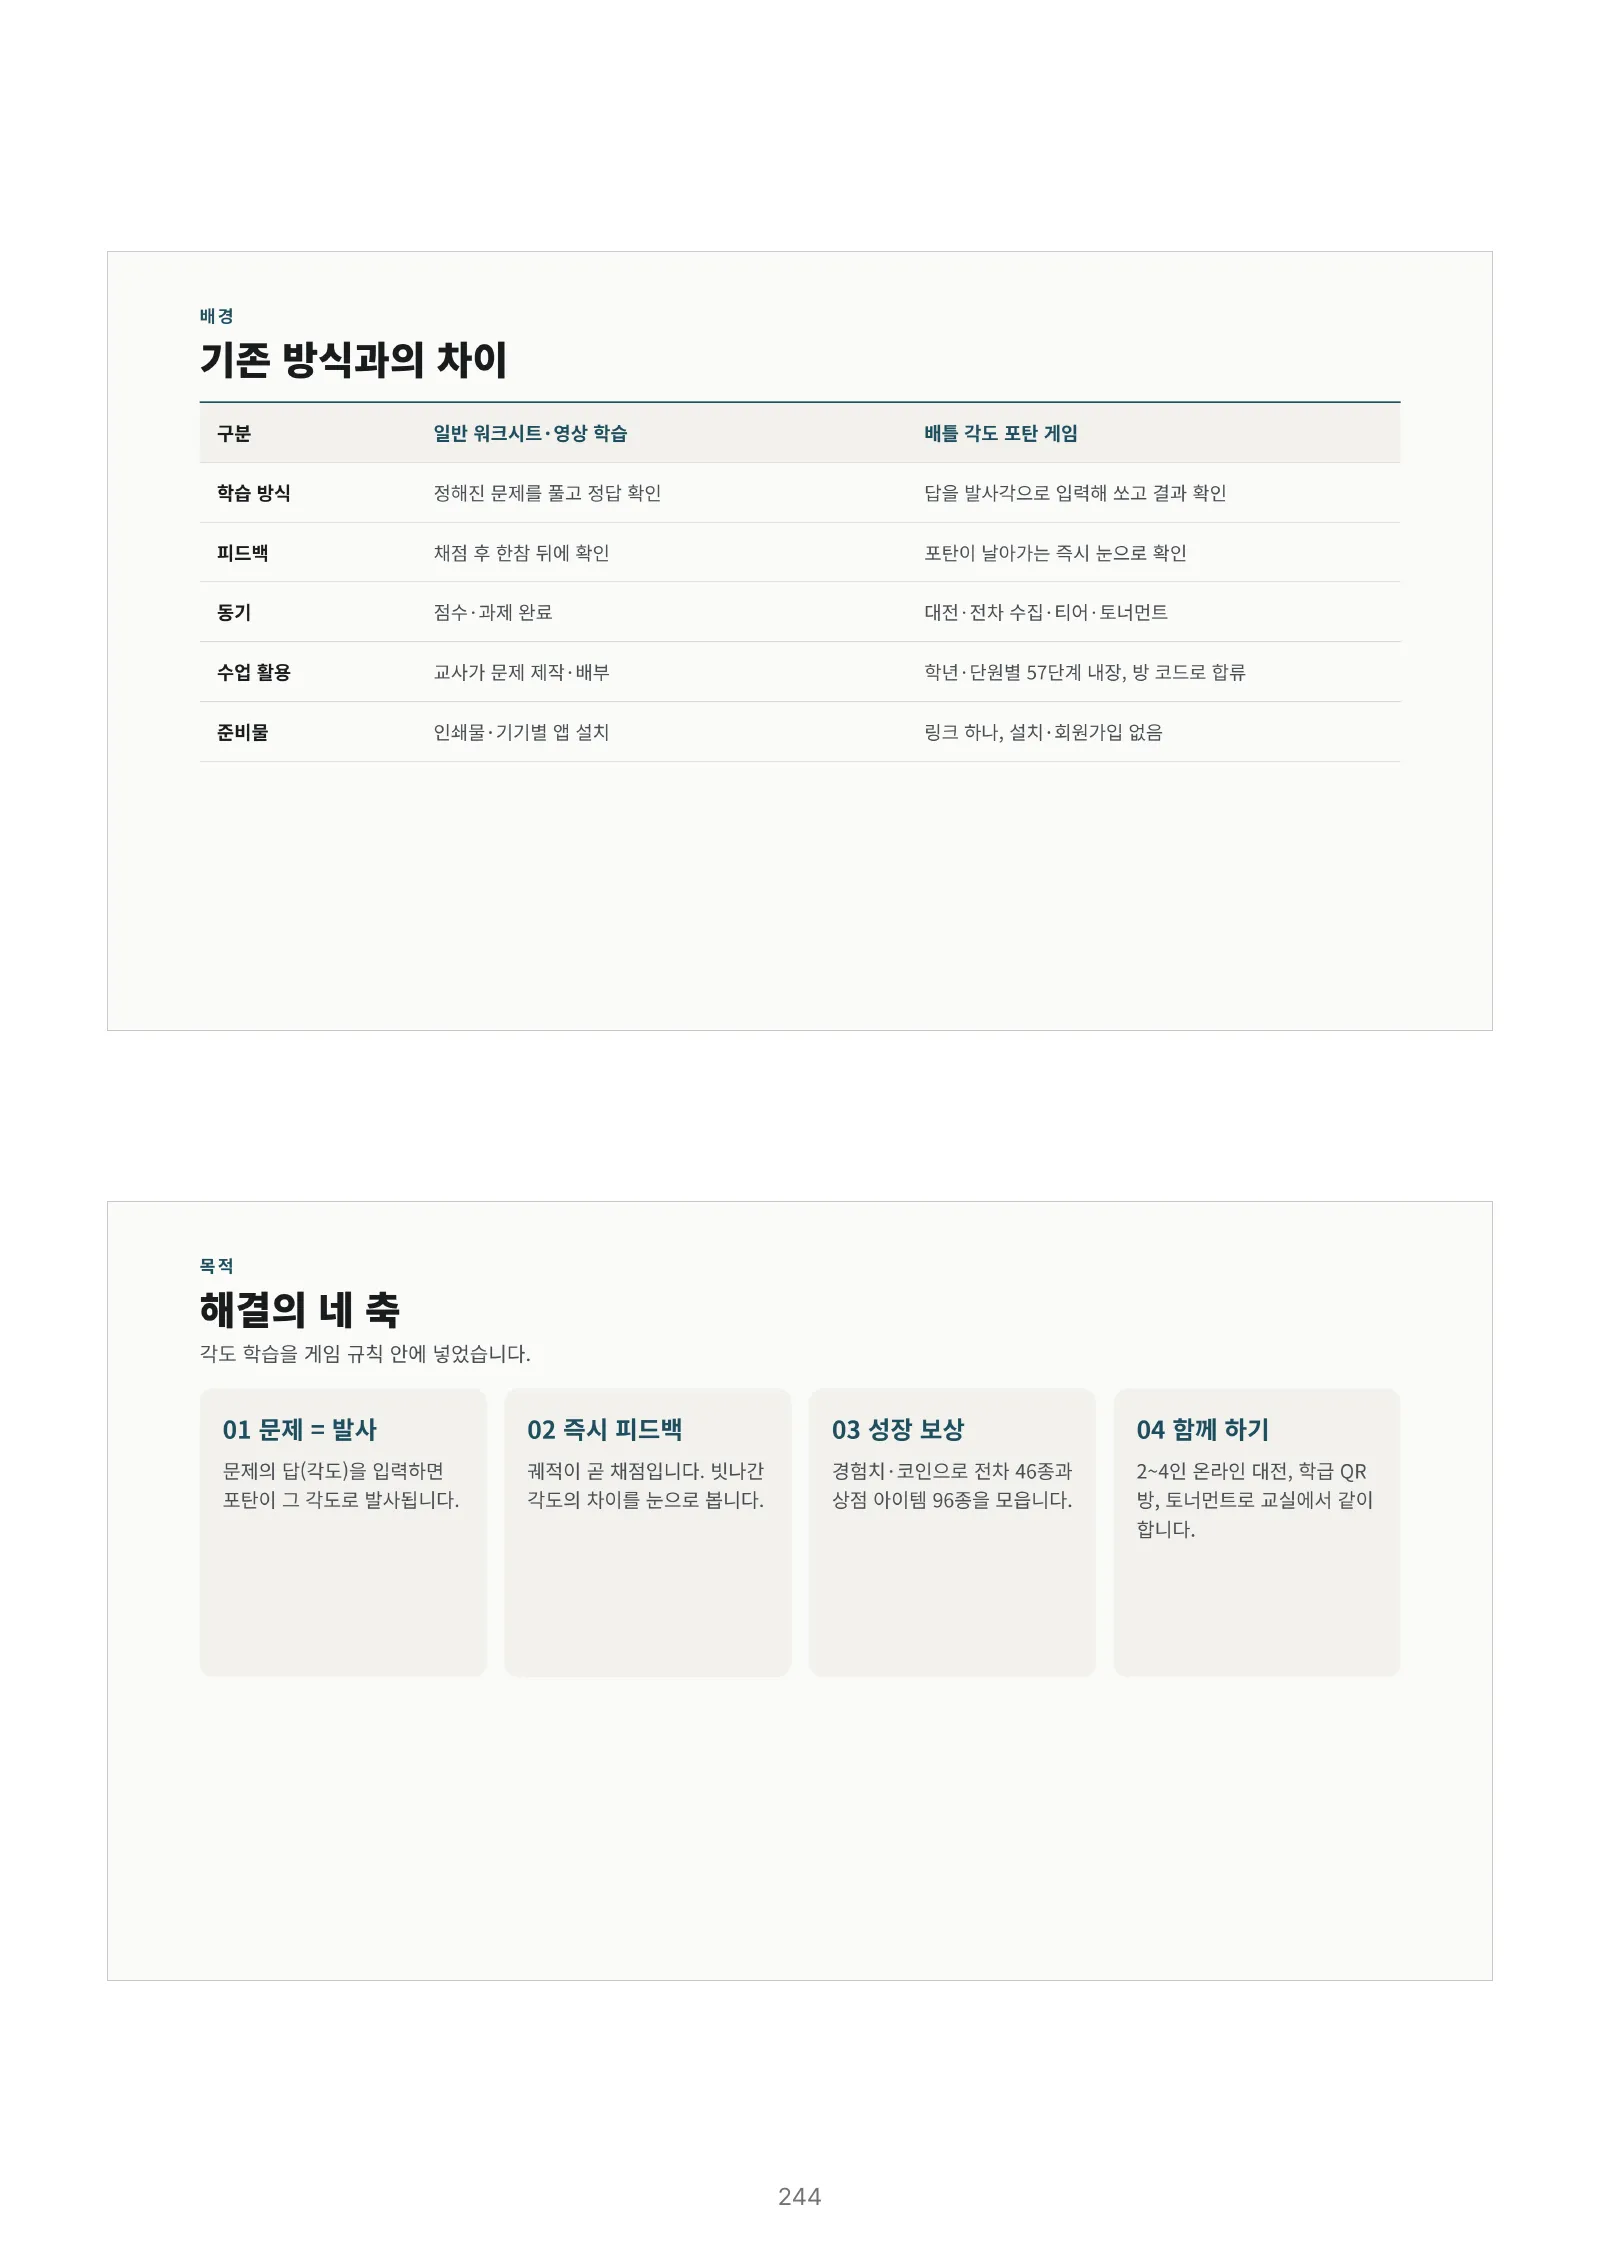 배경
기존 방식과의 차이
구분 일반 워크시트·영상 학습 배틀 각도 포탄 게임
학습 방식 정해진 문제를 풀고 정답 확인 답을 발사각으로 입력해 쏘고 결과 확인
피드백 채점 후 한참 뒤에 확인 포탄이 날아가는 즉시 눈으로 확인
동기 점수·과제 완료 대전·전차 수집·티어·토너먼트
수업 활용 교사가 문제 제작·배부 학년·단원별 57단계 내장, 방 코드로 합류
준비물 인쇄물·기기별 앱 설치 링크 하나, 설치·회원가입 없음
목적
해결의 네 축
각도 학습을 게임 규칙 안에 넣었습니다.
01 문제 = 발사
문제의 답(각도)을 입력하면
포탄이 그 각도로 발사됩니다.
02 즉시 피드백
궤적이 곧 채점입니다. 빗나간
각도의 차이를 눈으로 봅니다.
03 성장 보상
경험치·코인으로 전차 46종과
상점 아이템 96종을 모읍니다.
04 함께 하기
2~4인 온라인 대전, 학급 QR
방, 토너먼트로 교실에서 같이
합니다.
244